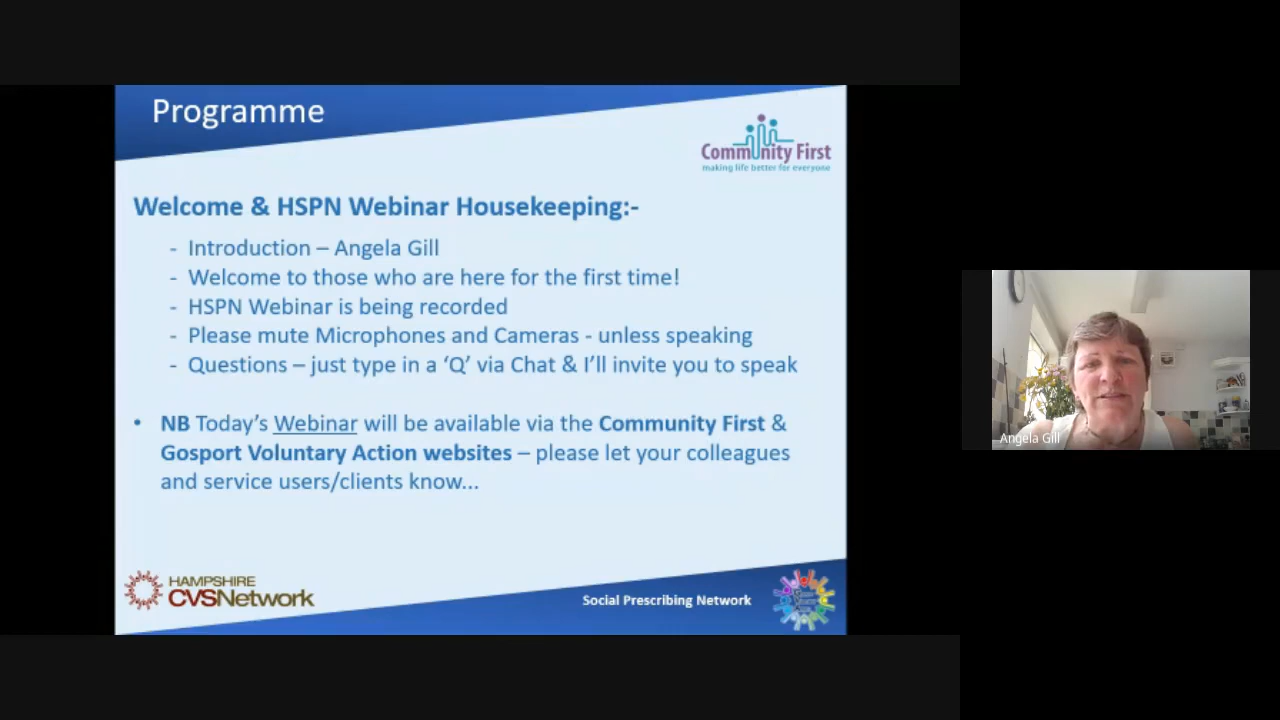 Programme
Community First
making life better for everyone
Welcome & HSPN Webinar Housekeeping:-
- Introduction – Angela Gill
- Welcome to those who are here for the first time!
- HSPN Webinar is being recorded
- Please mute Microphones and Cameras - unless speaking
- Questions – just type in a ‘Q’ via Chat & I’ll invite you to speak
• NB Today’s Webinar will be available via the Community First &
Gosport Voluntary Action websites – please let your colleagues
and service users/clients know...
Angela Gill
HAMPSHIRE
CVSNetwork
Social Prescribing Network